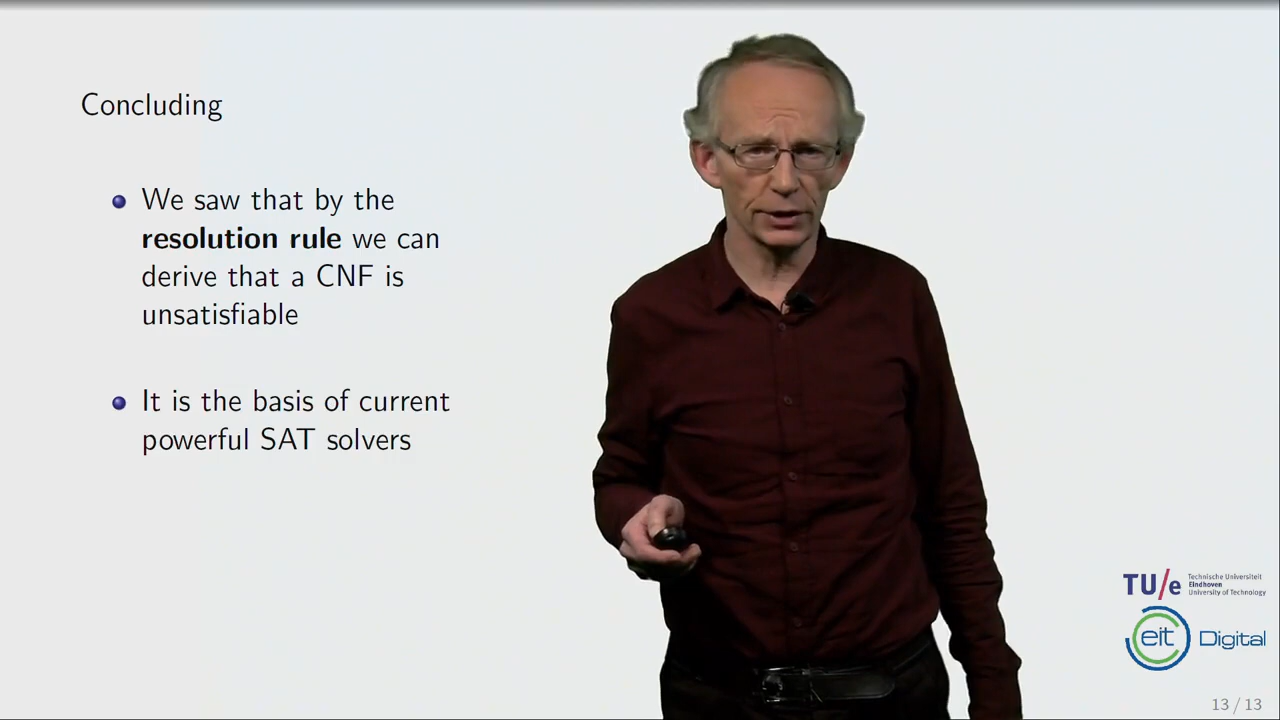 Concluding
We saw that by the
resolution rule we can
derive that a CNF is
unsatisfiable
It is the basis of current
powerful SAT solvers
TU/e Technische Universiteit
Eindhoven
University of Technology
eit Digital
13 / 13